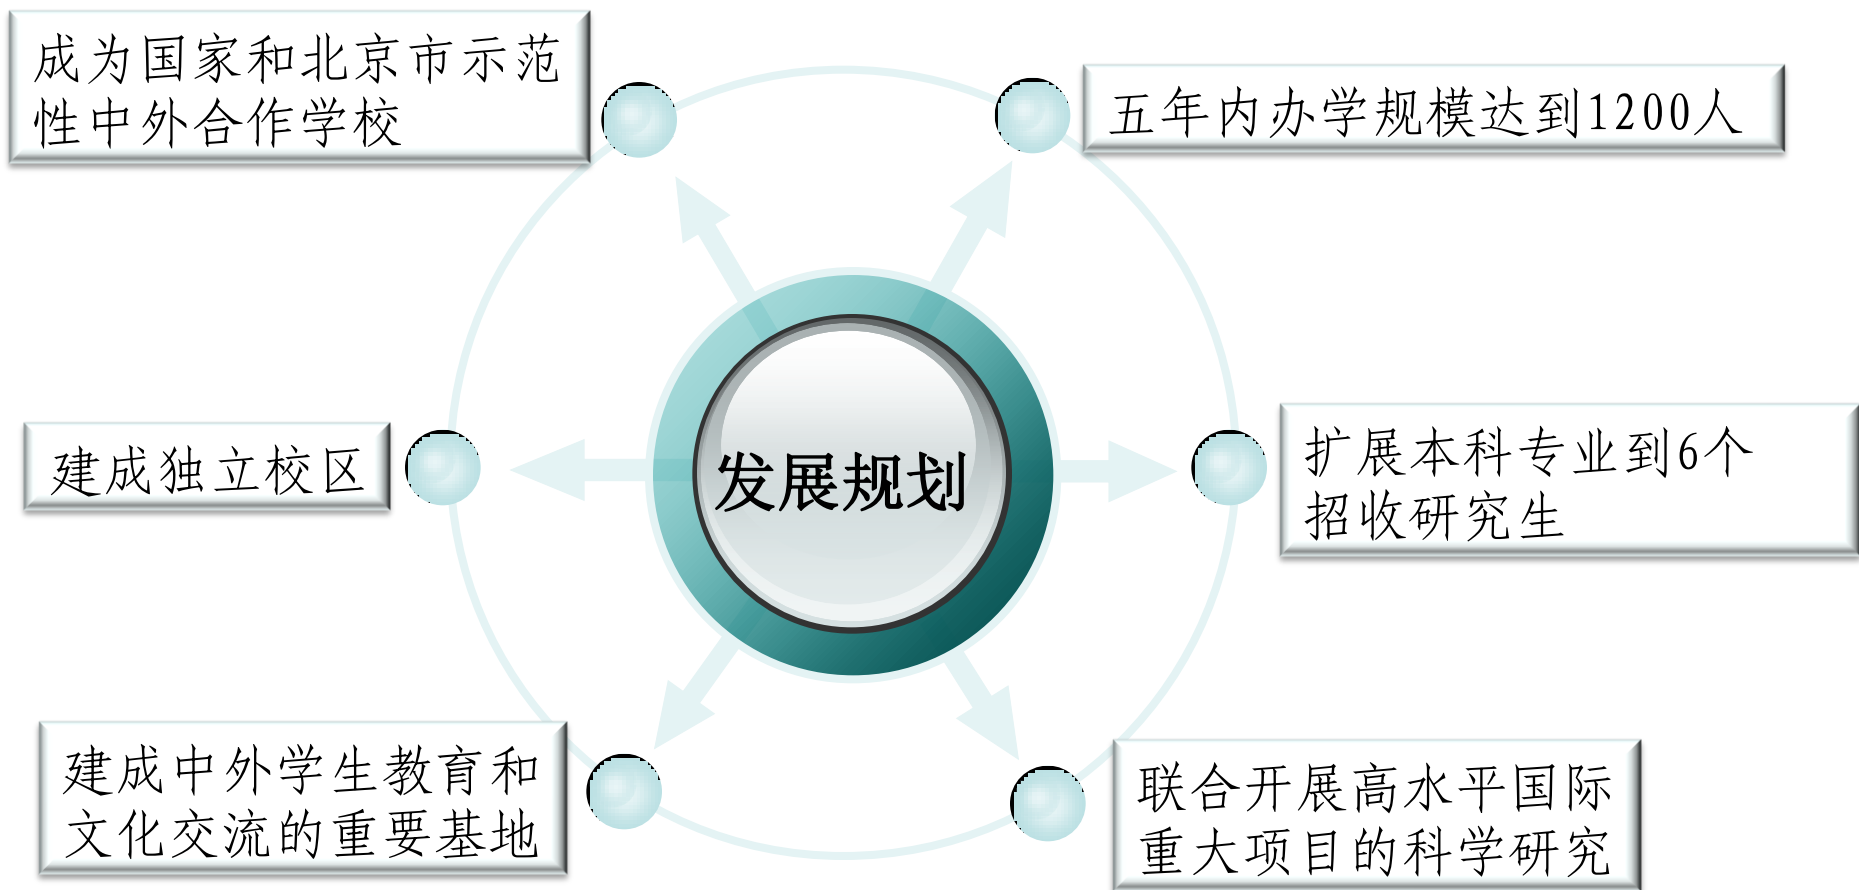 成为国家和北京市示范
性中外合作学校
五年内办学规模达到1200人
建成独立校区
发展规划
扩展本科专业到6个
招收研究生
建成中外学生教育和
文化交流的重要基地
联合开展高水平国际
重大项目的科学研究